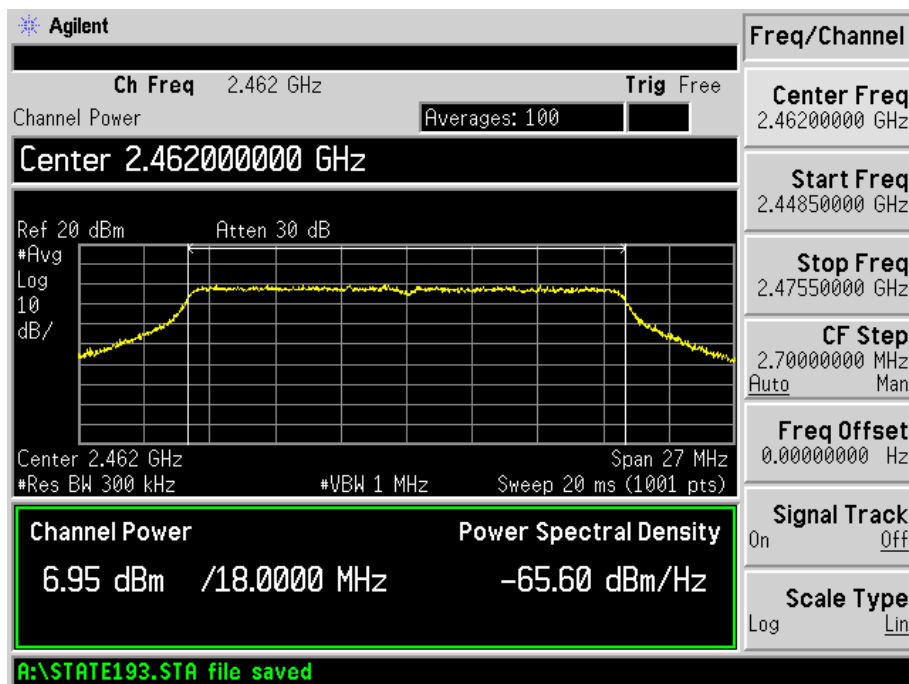 Agilent
Freq/Channel
Ch Freq 2.462 GHz Trig Free
Channel Power Averages: 100
Center 2.462000000 GHz
Ref 20 dBm Atten 30 dB
#Avg
Log
10
dB/
Center 2.462 GHz Span 27 MHz
#Res BW 300 kHz #VBW 1 MHz Sweep 20 ms (1001 pts)
Channel Power Power Spectral Density
6.95 dBm /18.0000 MHz -65.60 dBm/Hz
A:\STATE193.STA file saved
Center Freq
2.46200000 GHz
Start Freq
2.44850000 GHz
Stop Freq
2.47550000 GHz
CF Step
2.70000000 MHz
Auto Man
Freq Offset
0.00000000 Hz
Signal Track
On Off
Scale Type
Log Lin